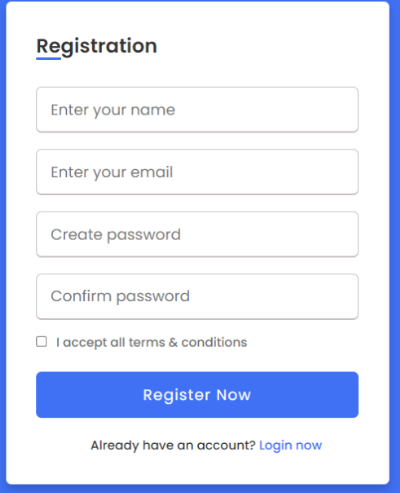 Registration
Enter your name
Enter your email
Create password
Confirm password
I accept all terms & conditions
Register Now
Already have an account? Login now